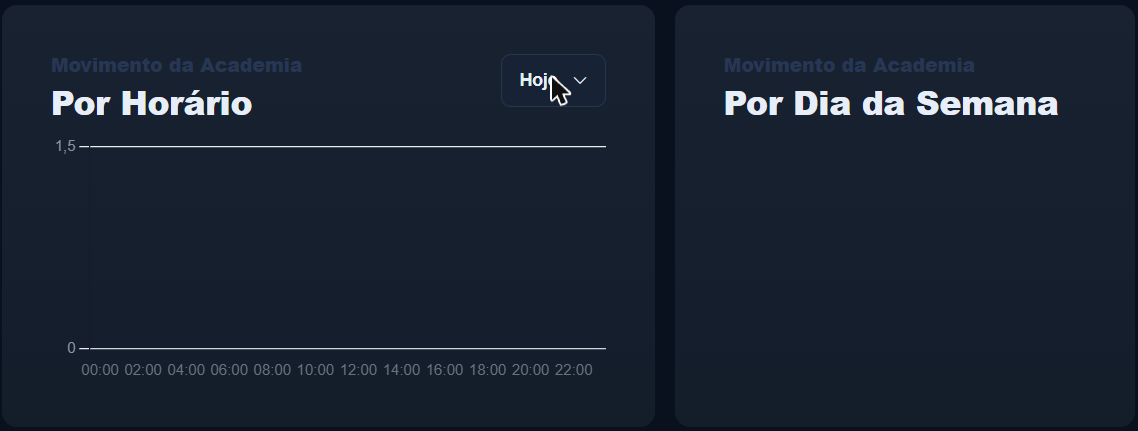 Movimento da Academia
Por Horário
1,5
0
00:00 02:00 04:00 06:00 08:00 10:00 12:00 14:00 16:00 18:00 20:00 22:00
Movimento da Academia
Por Dia da Semana